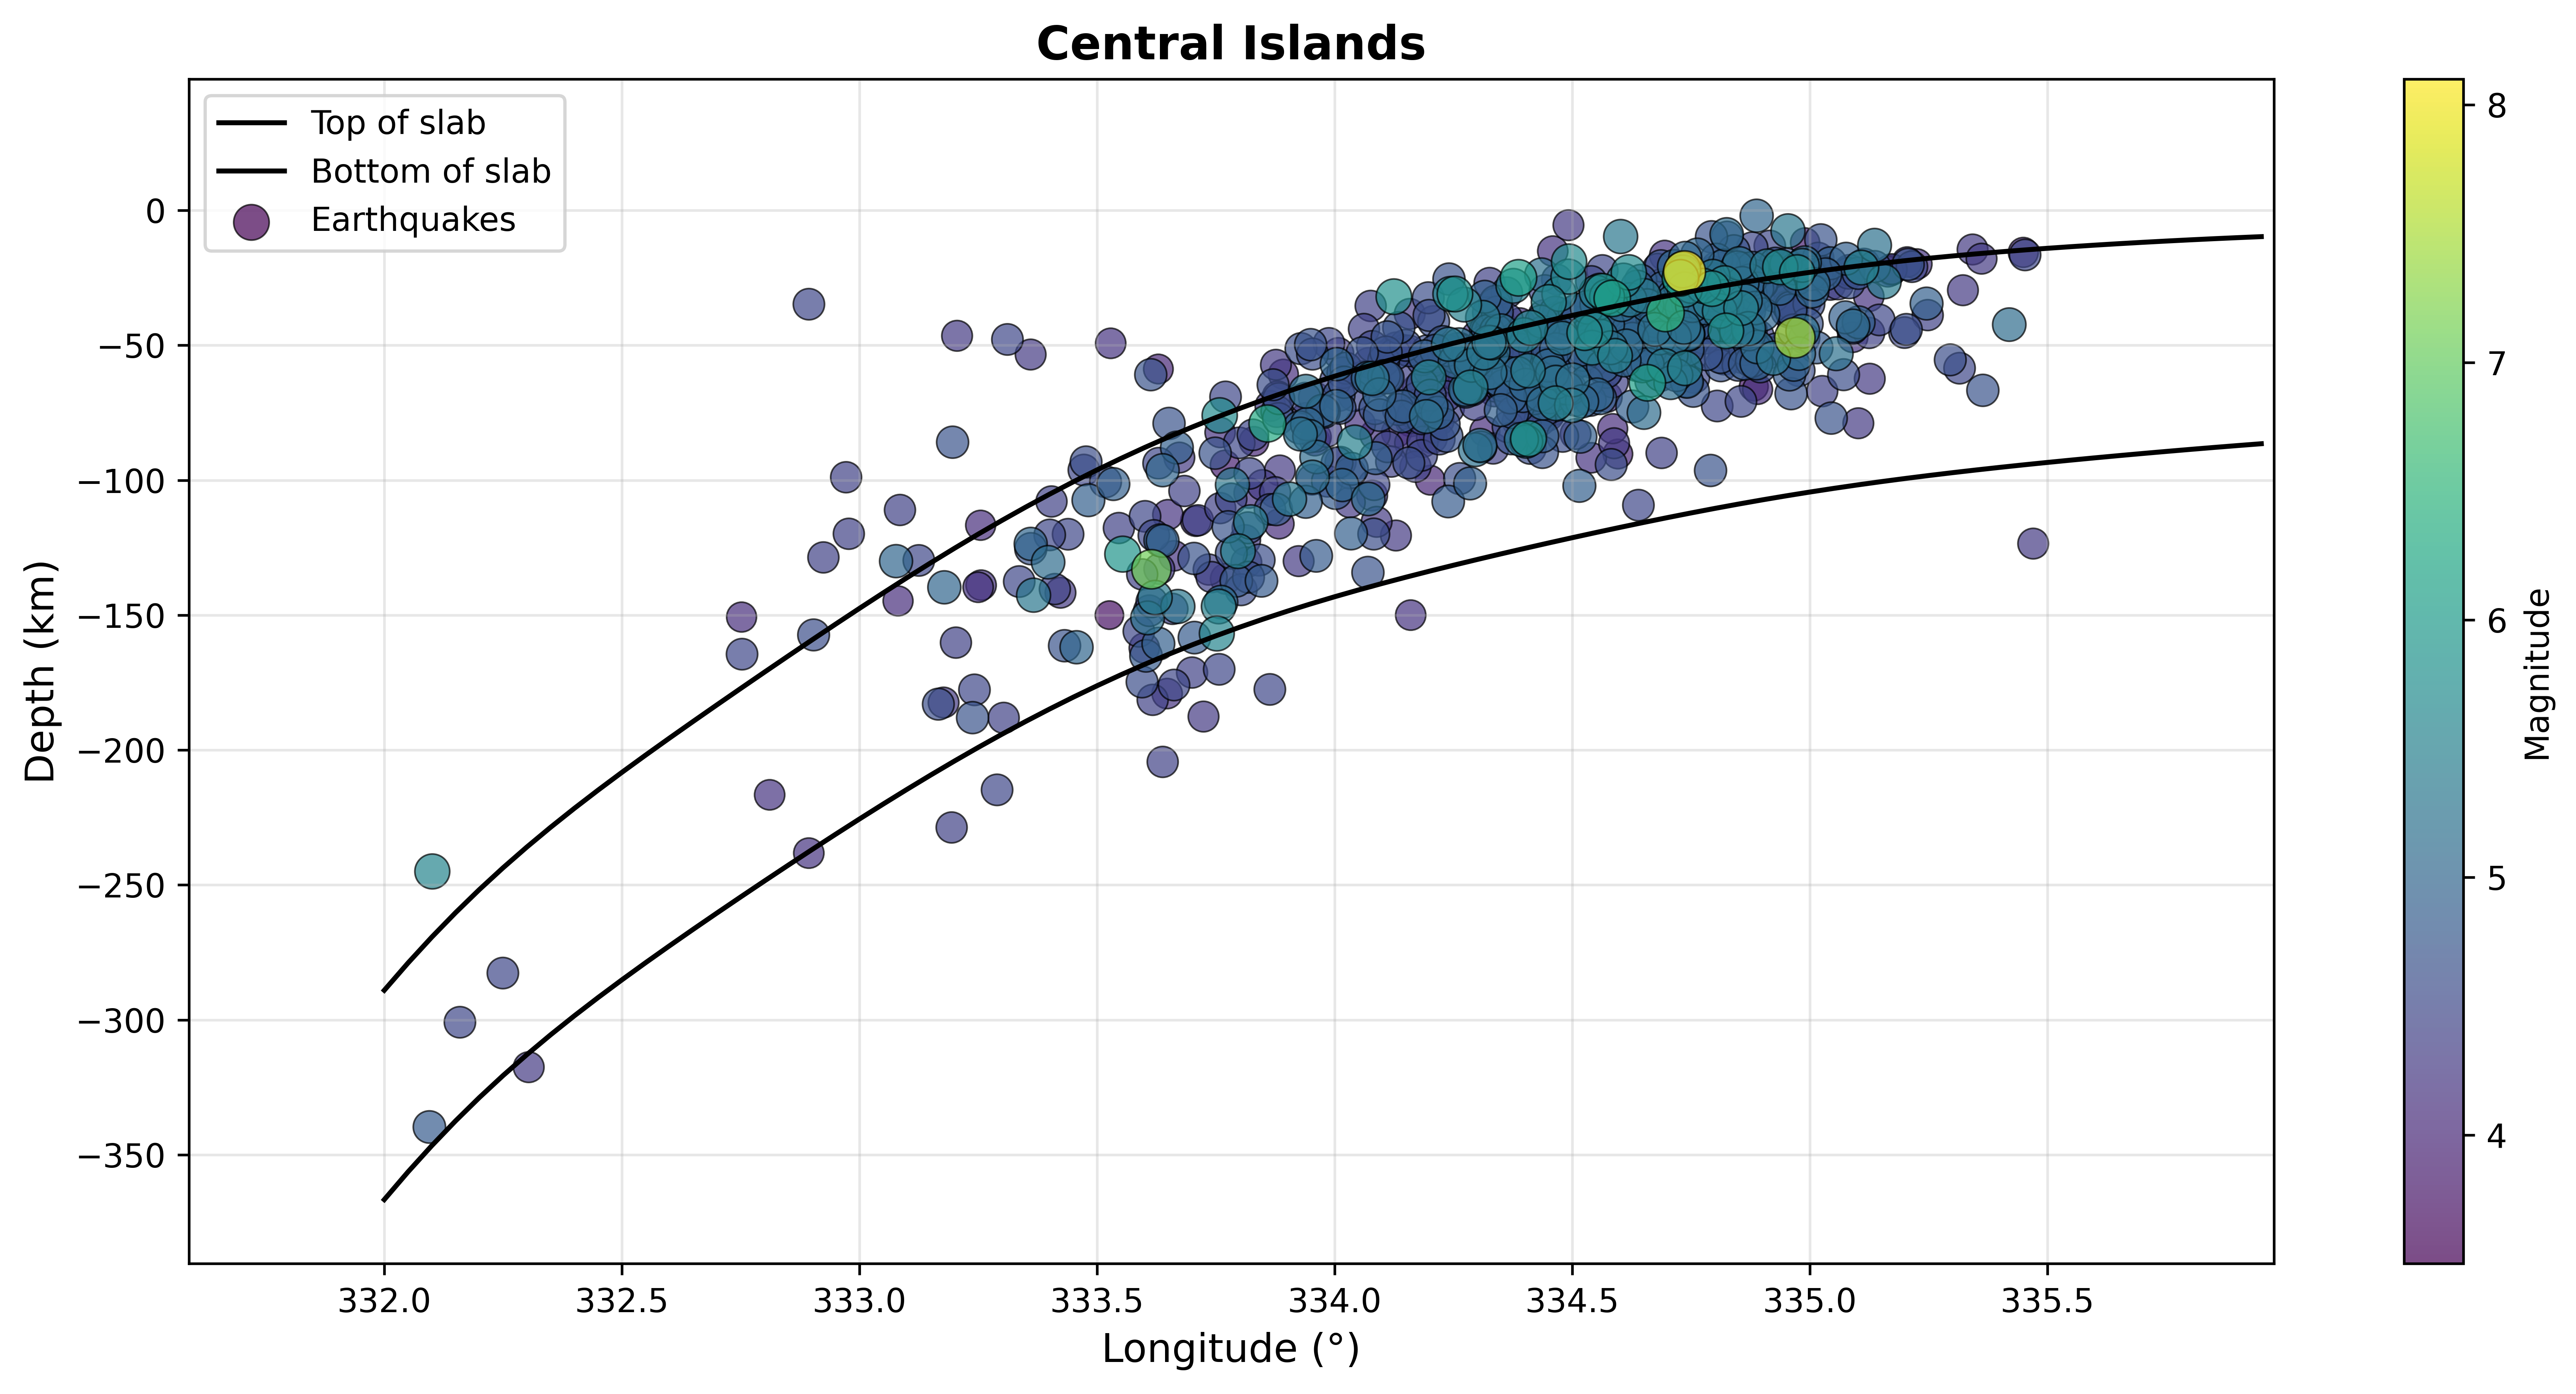 Central Islands
Top of slab
Bottom of slab
Earthquakes
0
−50
−100
−150
−200
−250
−300
−350
Depth (km)
332.0 332.5 333.0 333.5 334.0 334.5 335.0 335.5
Longitude (°)
8
7
6
5
4
Magnitude